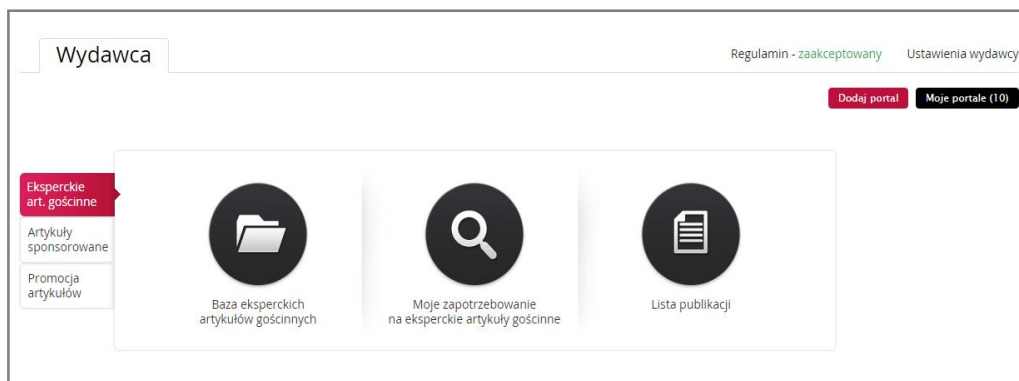 Wydawca
Regulamin - zaakceptowany
Ustawienia wydawcy
Dodaj portal
Moje portale (10)
Eksperckie
art. gościnne
Artykuły
sponsorowane
Promocja
artykułów
Baza eksperckich
artykułów gościnnych
Moje zapotrzebowanie
na eksperckie artykuły gościnne
Lista publikacji